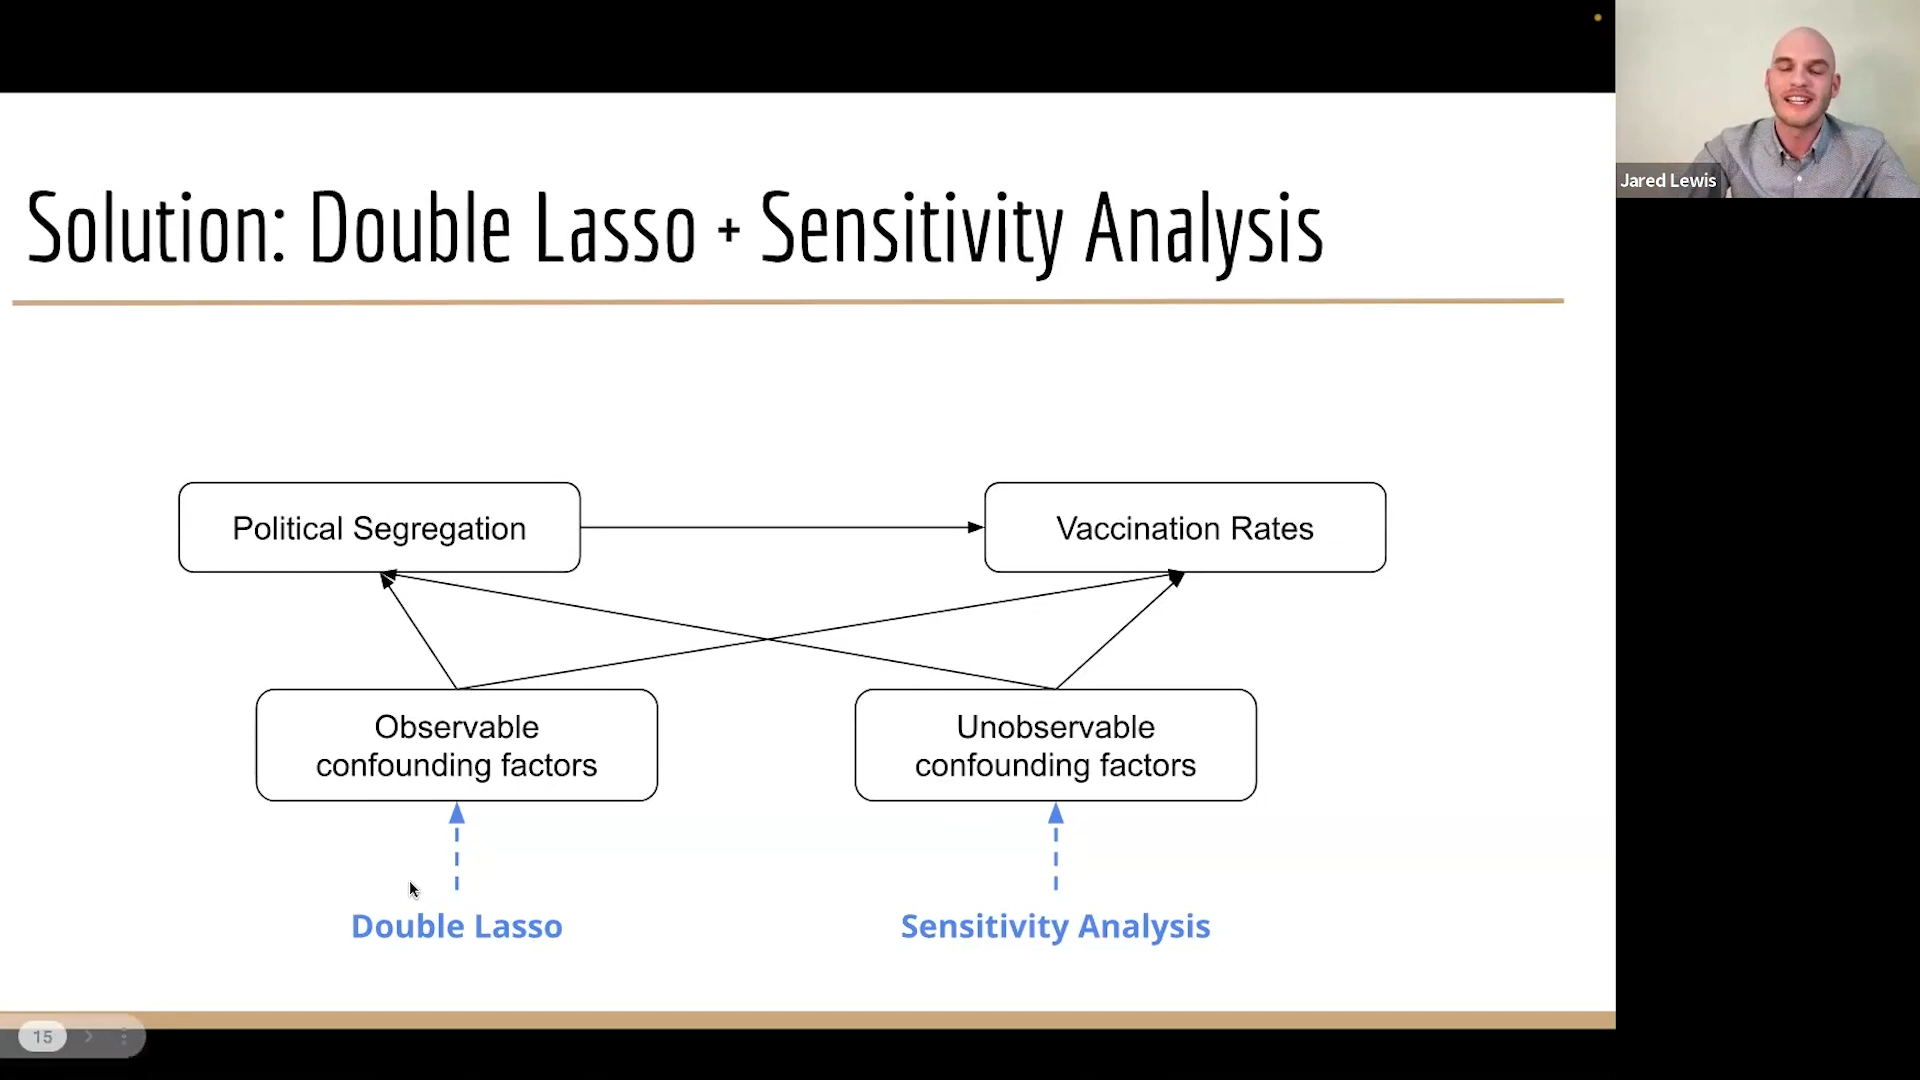 Solution: Double Lasso + Sensitivity Analysis
Jared Lewis
Political Segregation
Vaccination Rates
Observable
confounding factors
Unobservable
confounding factors
Double Lasso
Sensitivity Analysis
15